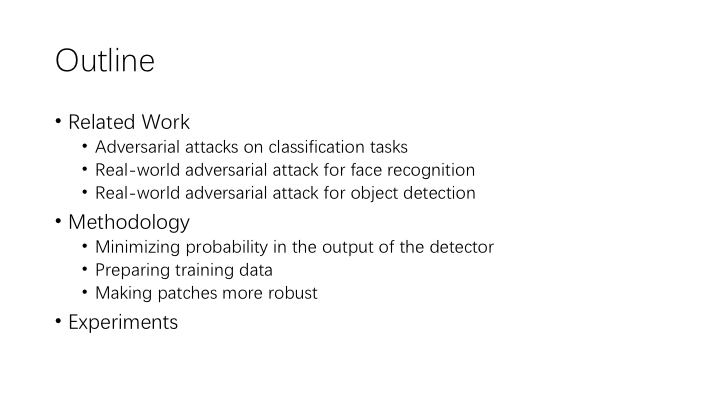 Outline
• Related Work
• Adversarial attacks on classification tasks
• Real-world adversarial attack for face recognition
• Real-world adversarial attack for object detection
• Methodology
• Minimizing probability in the output of the detector
• Preparing training data
• Making patches more robust
• Experiments